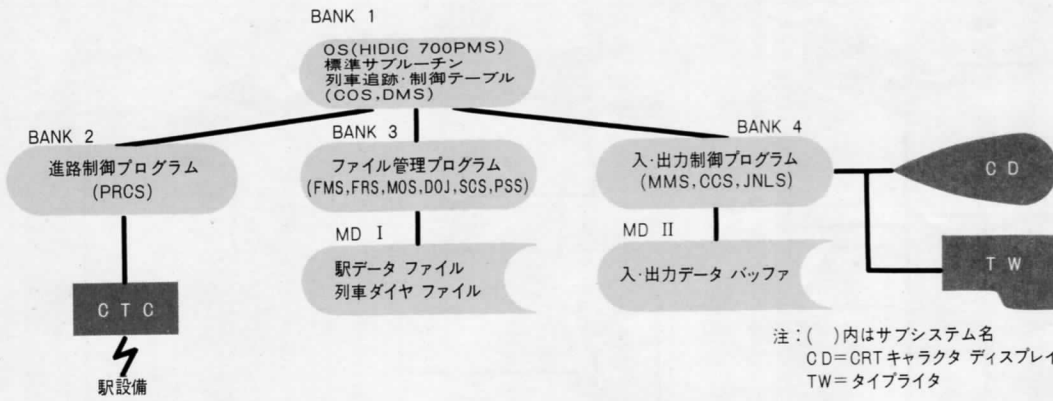 BANK 1
OS(HIDIC 700PMS)
標準サブルーチン
列車追跡・制御テーブル
(COS,DMS)
BANK 2
進路制御プログラム
(PRCS)
BANK 3
ファイル管理プログラム
(FMS,FRS,MOS,DOJ,SCS,PSS)
BANK 4
入・出力制御プログラム
(MMS,CCS,JNLS)
CD
MD I
駅データ ファイル
列車ダイヤ ファイル
MD II
入・出力データ バッファ
TW
CTC
駅設備
注:( )内はサブシステム名
CD=CRTキャラクタ ディスプレイ
TW=タイプライタ